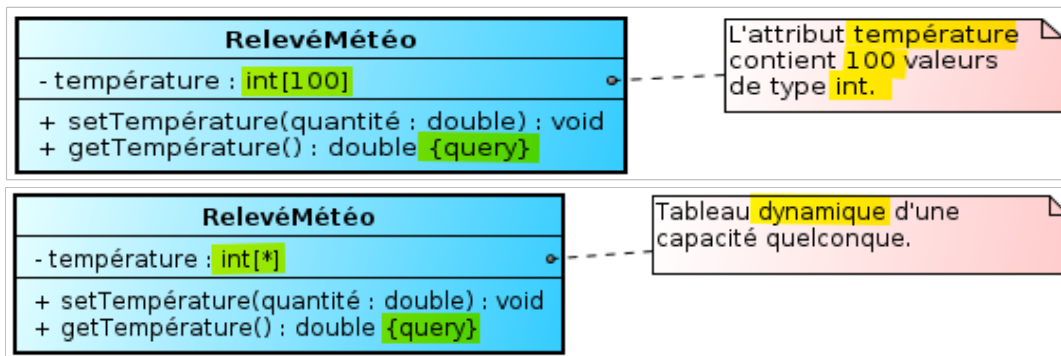 RelevéMétéo
- température : int[100]
+ setTempérature(quantité : double) : void
+ getTempérature() : double {query}
L'attribut température
contient 100 valeurs
de type int.
RelevéMétéo
- température : int[*]
+ setTempérature(quantité : double) : void
+ getTempérature() : double {query}
Tableau dynamique d'une
capacité quelconque.